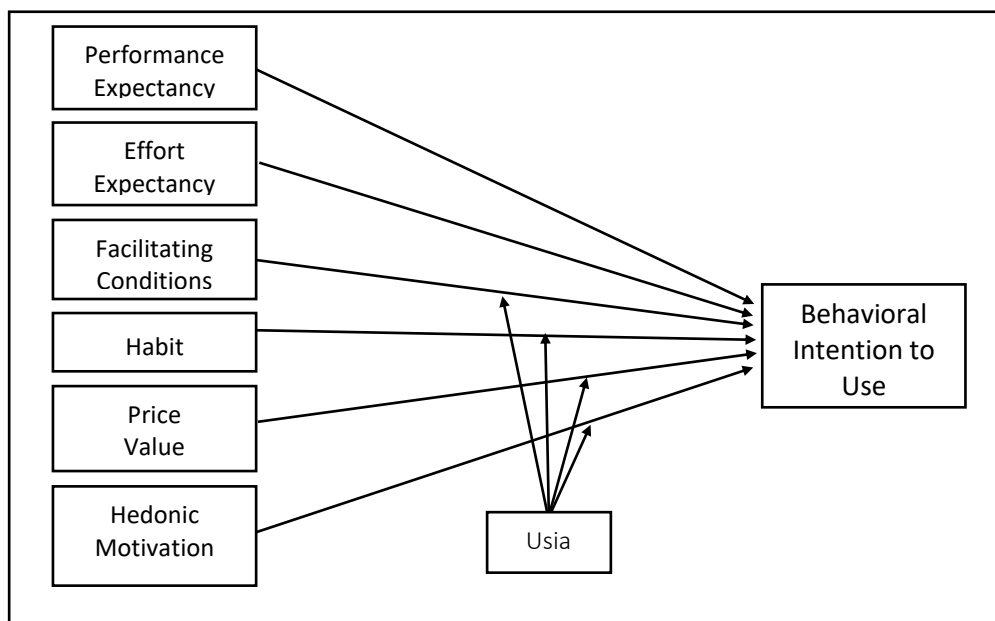 Performance
Expectancy
Effort
Expectancy
Facilitating
Conditions
Habit
Price
Value
Hedonic
Motivation
Behavioral
Intention to
Use
Usia